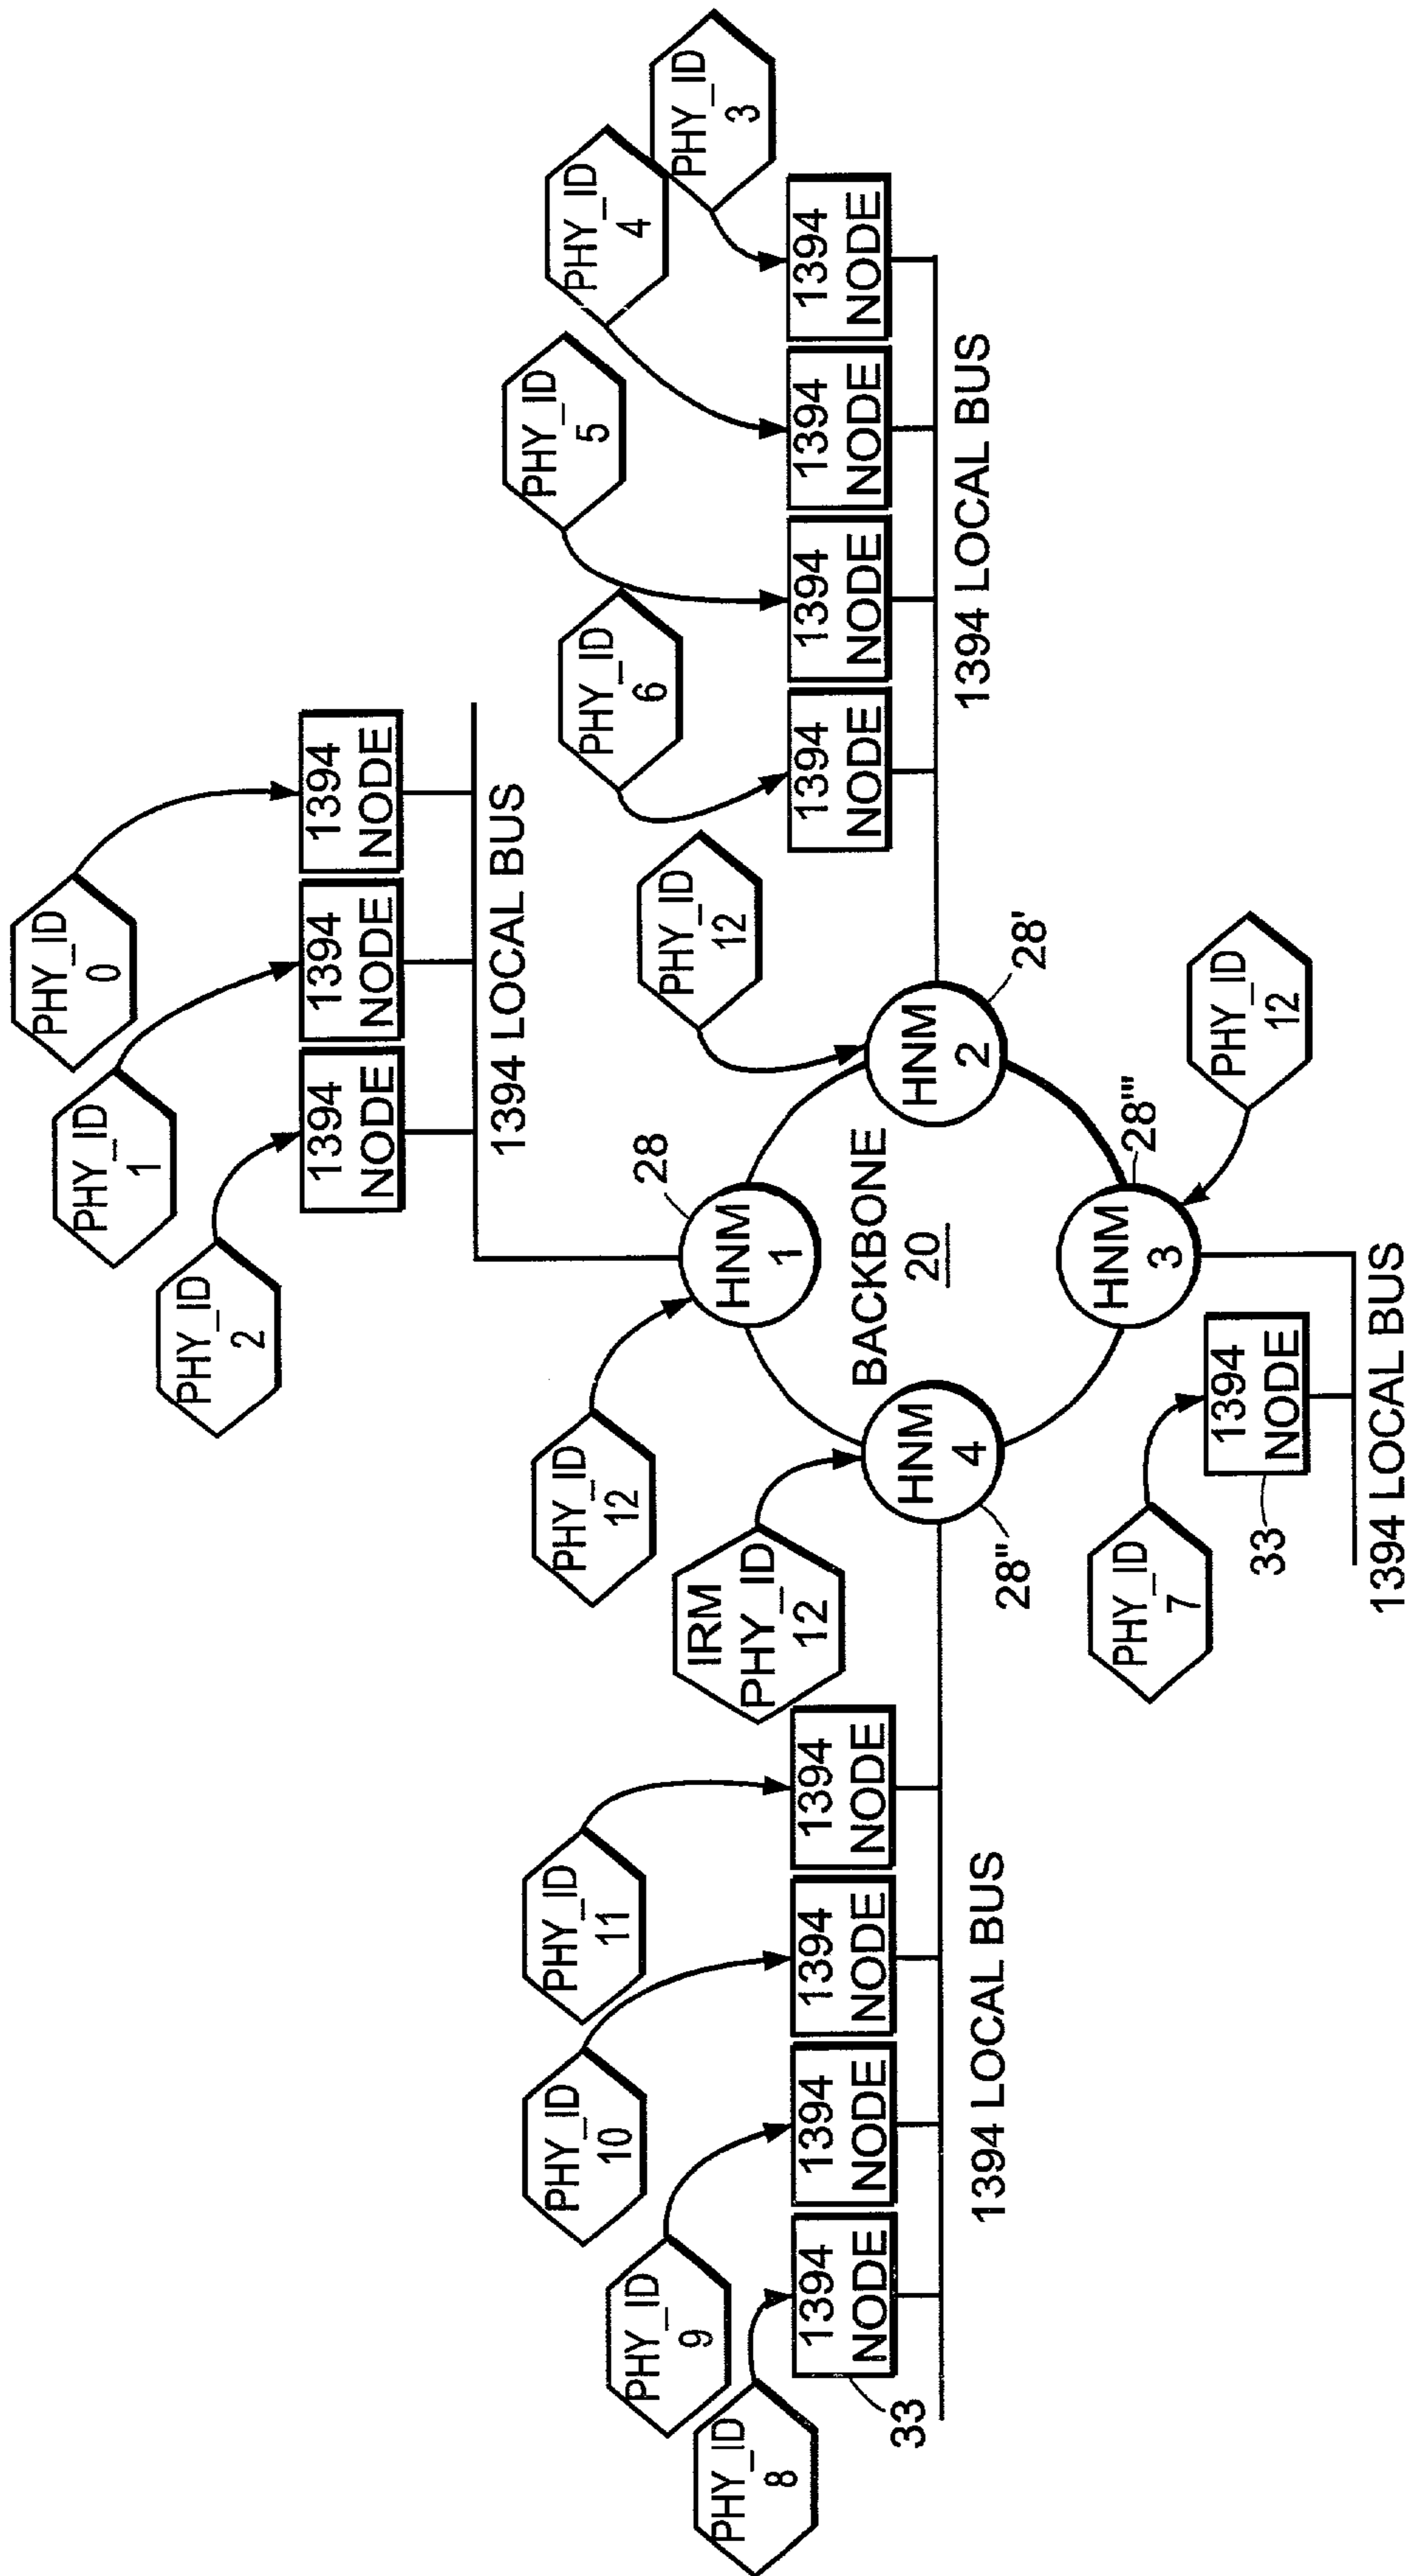 PHY_ID
0
PHY_ID
1
PHY_ID
2
1394
NODE
1394
NODE
1394
NODE
1394 LOCAL BUS
PHY_ID
3
PHY_ID
4
PHY_ID
5
PHY_ID
6
1394
NODE
1394
NODE
1394
NODE
1394
NODE
1394 LOCAL BUS
PHY_ID
12
HNM
2
28'
PHY_ID
12
HNM
1
28
BACKBONE
20
IRM
PHY_ID
12
HNM
4
28"
PHY_ID
12
HNM
3
28'''
PHY_ID
7
1394
NODE
33
1394 LOCAL BUS
PHY_ID
8
PHY_ID
9
PHY_ID
10
PHY_ID
11
1394
NODE
1394
NODE
1394
NODE
1394
NODE
33
1394 LOCAL BUS